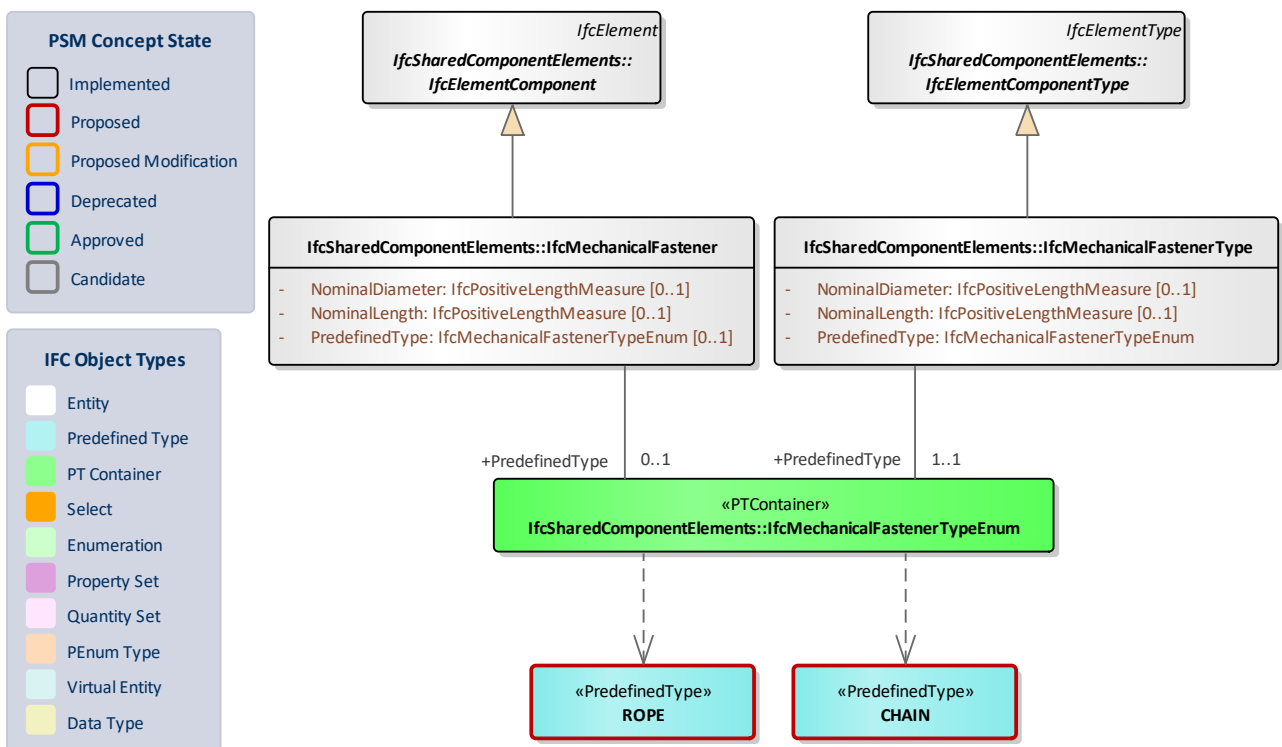 PSM Concept State
Implemented
Proposed
Proposed Modification
Deprecated
Approved
Candidate
IFC Object Types
Entity
Predefined Type
PT Container
Select
Enumeration
Property Set
Quantity Set
PEnum Type
Virtual Entity
Data Type
IfcElement
IfcSharedComponentElements::
IfcElementComponent
IfcElementType
IfcSharedComponentElements::
IfcElementComponentType
IfcSharedComponentElements::IfcMechanicalFastener
- NominalDiameter: IfcPositiveLengthMeasure [0..1]
- NominalLength: IfcPositiveLengthMeasure [0..1]
- PredefinedType: IfcMechanicalFastenerTypeEnum [0..1]
IfcSharedComponentElements::IfcMechanicalFastenerType
- NominalDiameter: IfcPositiveLengthMeasure [0..1]
- NominalLength: IfcPositiveLengthMeasure [0..1]
- PredefinedType: IfcMechanicalFastenerTypeEnum
+PredefinedType 0..1
+PredefinedType 1..1
«PTContainer»
IfcSharedComponentElements::IfcMechanicalFastenerTypeEnum
«PredefinedType»
ROPE
«PredefinedType»
CHAIN